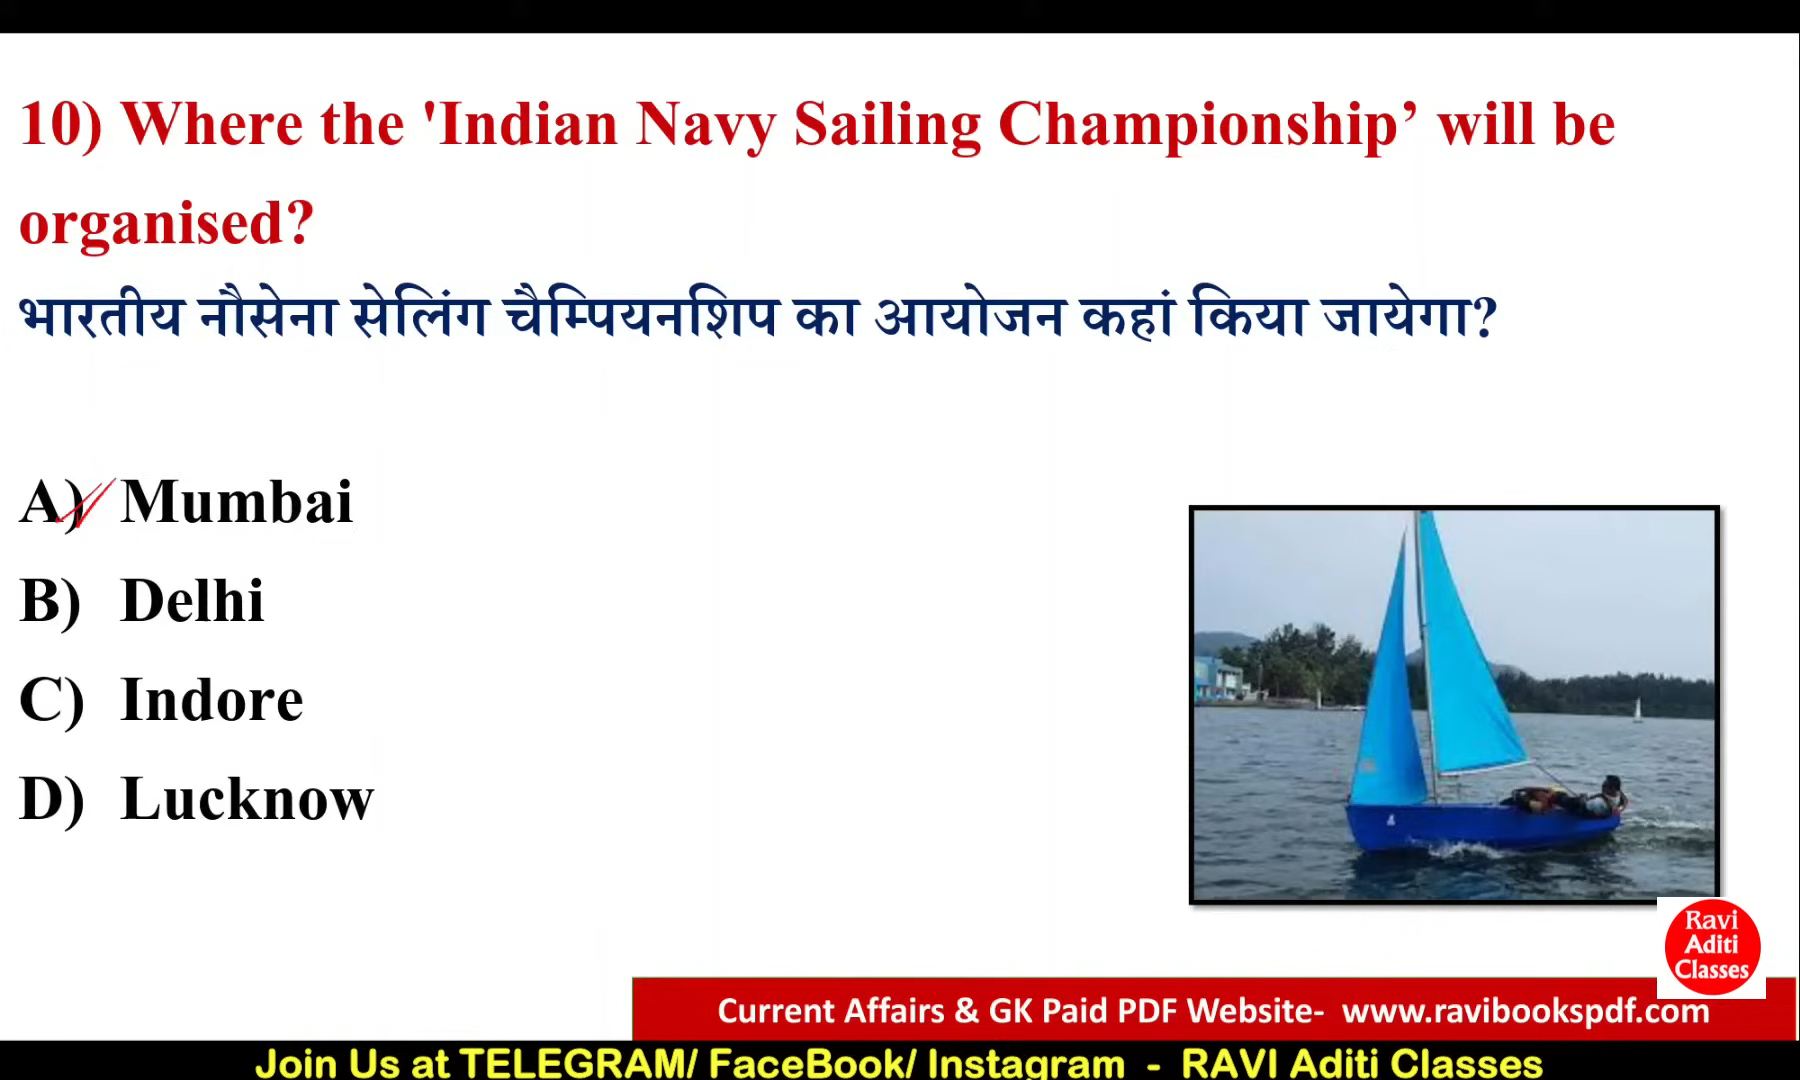 10) Where the 'Indian Navy Sailing Championship’ will be
organised?
भारतीय नौसेना सेलिंग चैम्पियनशिप का आयोजन कहां किया जायेगा?
A) Mumbai
B) Delhi
C) Indore
D) Lucknow
Ravi
Aditi
Classes
Current Affairs & GK Paid PDF Website- www.ravibookspdf.com
Join Us at TELEGRAM/ FaceBook/ Instagram - RAVI Aditi Classes